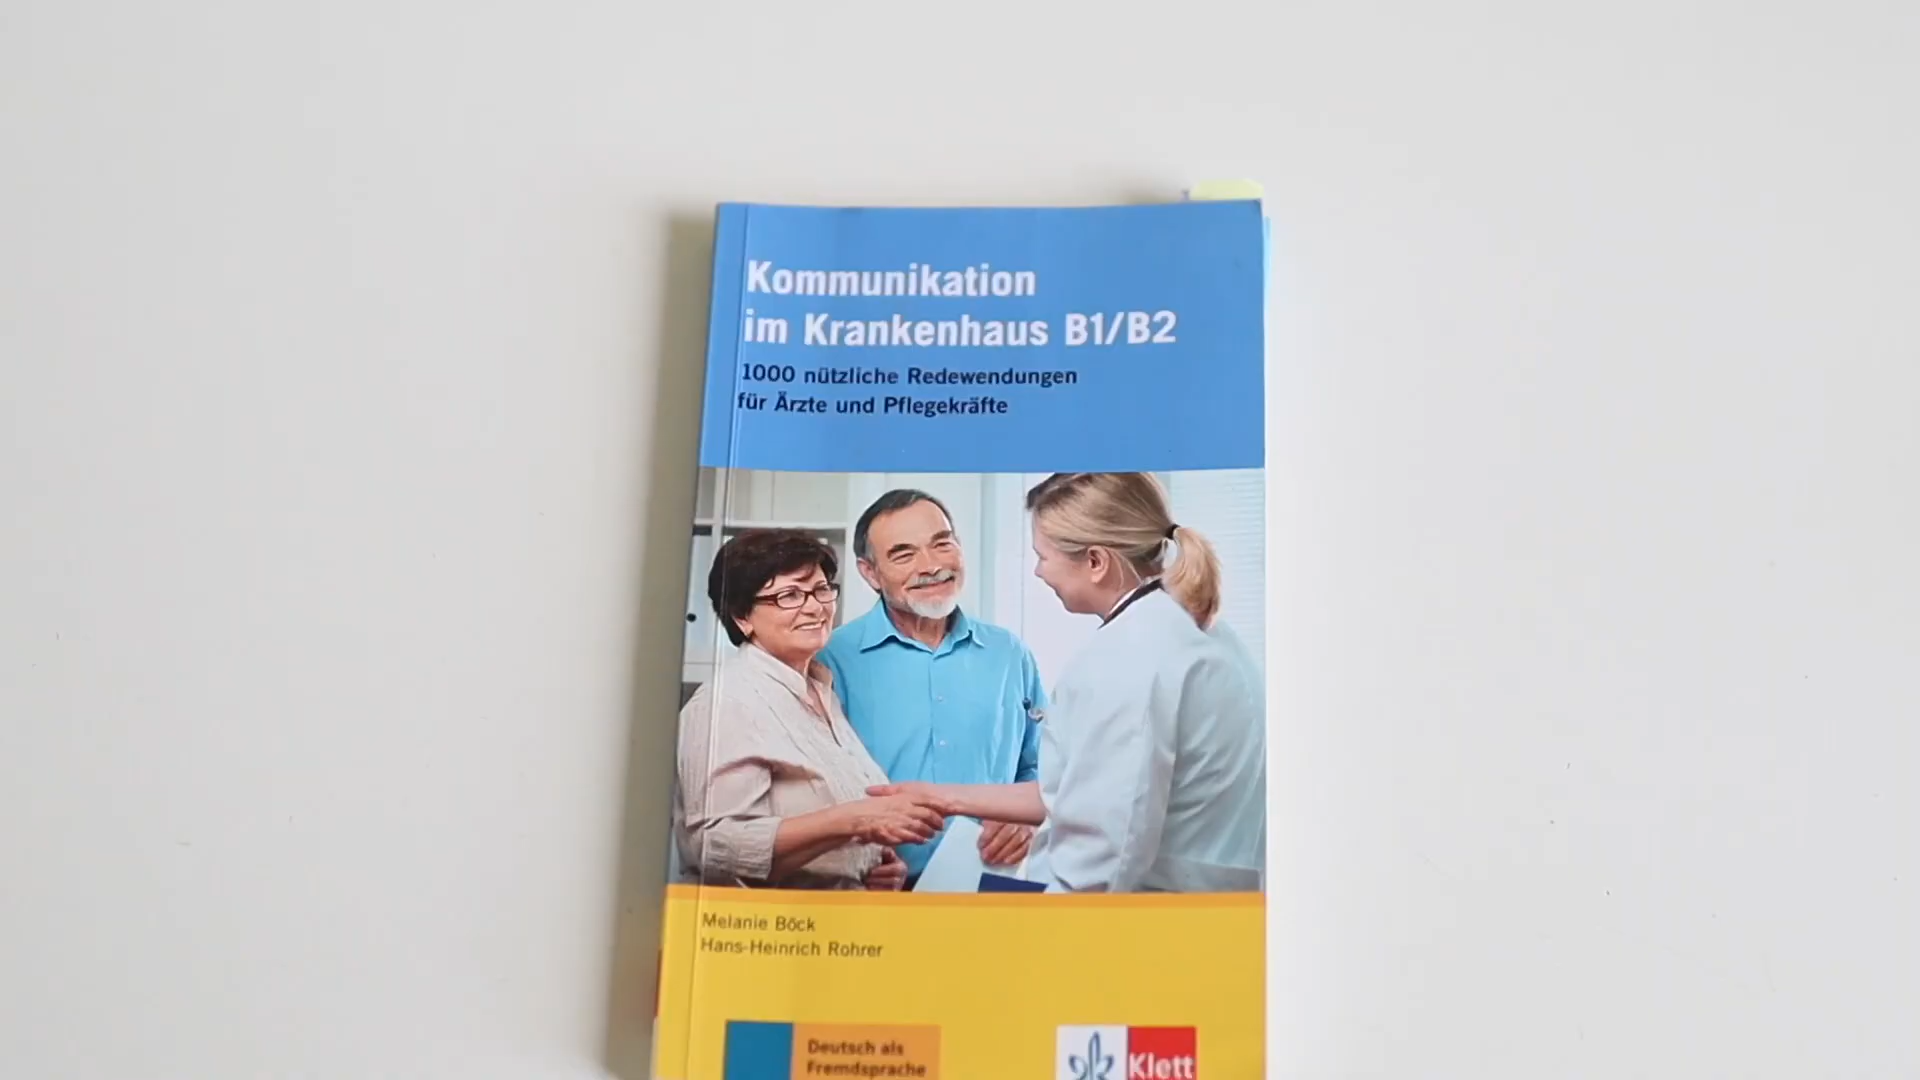 Kommunikation
im Krankenhaus B1/B2
1000 nützliche Redewendungen
für Ärzte und Pflegekräfte
Melanie Böck
Hans-Heinrich Rohrer
Deutsch als
Fremdsprache
Klett